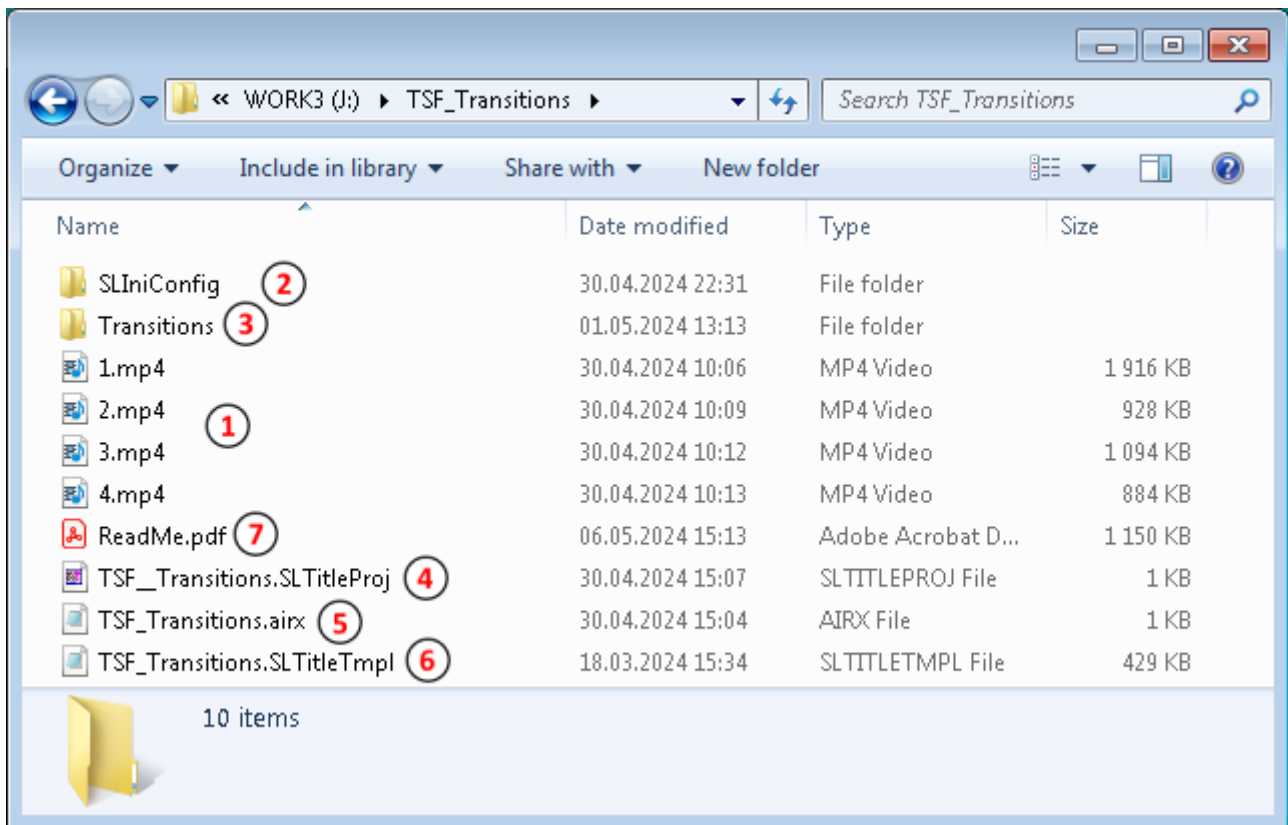 « WORK3 (J:) ▸ TSF_Transitions ▸ Search TSF_Transitions
Organize ▾ Include in library ▾ Share with ▾ New folder
Name Date modified Type Size
SLIniConfig 2 30.04.2024 22:31 File folder
Transitions 3 01.05.2024 13:13 File folder
1.mp4 30.04.2024 10:06 MP4 Video 1 916 KB
2.mp4 30.04.2024 10:09 MP4 Video 928 KB
1
3.mp4 30.04.2024 10:12 MP4 Video 1 094 KB
4.mp4 30.04.2024 10:13 MP4 Video 884 KB
ReadMe.pdf 7 06.05.2024 15:13 Adobe Acrobat D... 1 150 KB
TSF__Transitions.SLTitleProj 4 30.04.2024 15:07 SLTITLEPROJ File 1 KB
TSF_Transitions.airx 5 30.04.2024 15:04 AIRX File 1 KB
TSF_Transitions.SLTitleTmpl 6 18.03.2024 15:34 SLTITLETMPL File 429 KB
10 items